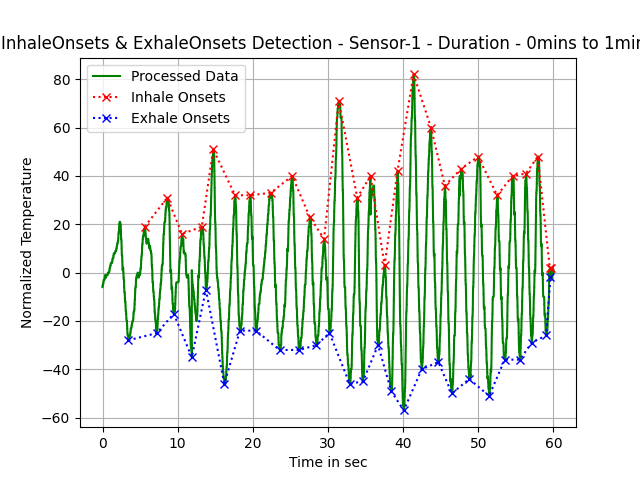 InhaleOnsets & ExhaleOnsets Detection - Sensor-1 - Duration - 0mins to 1min
Processed Data
Inhale Onsets
Exhale Onsets
80
60
40
20
0
−20
−40
−60
Normalized Temperature
0 10 20 30 40 50 60
Time in sec